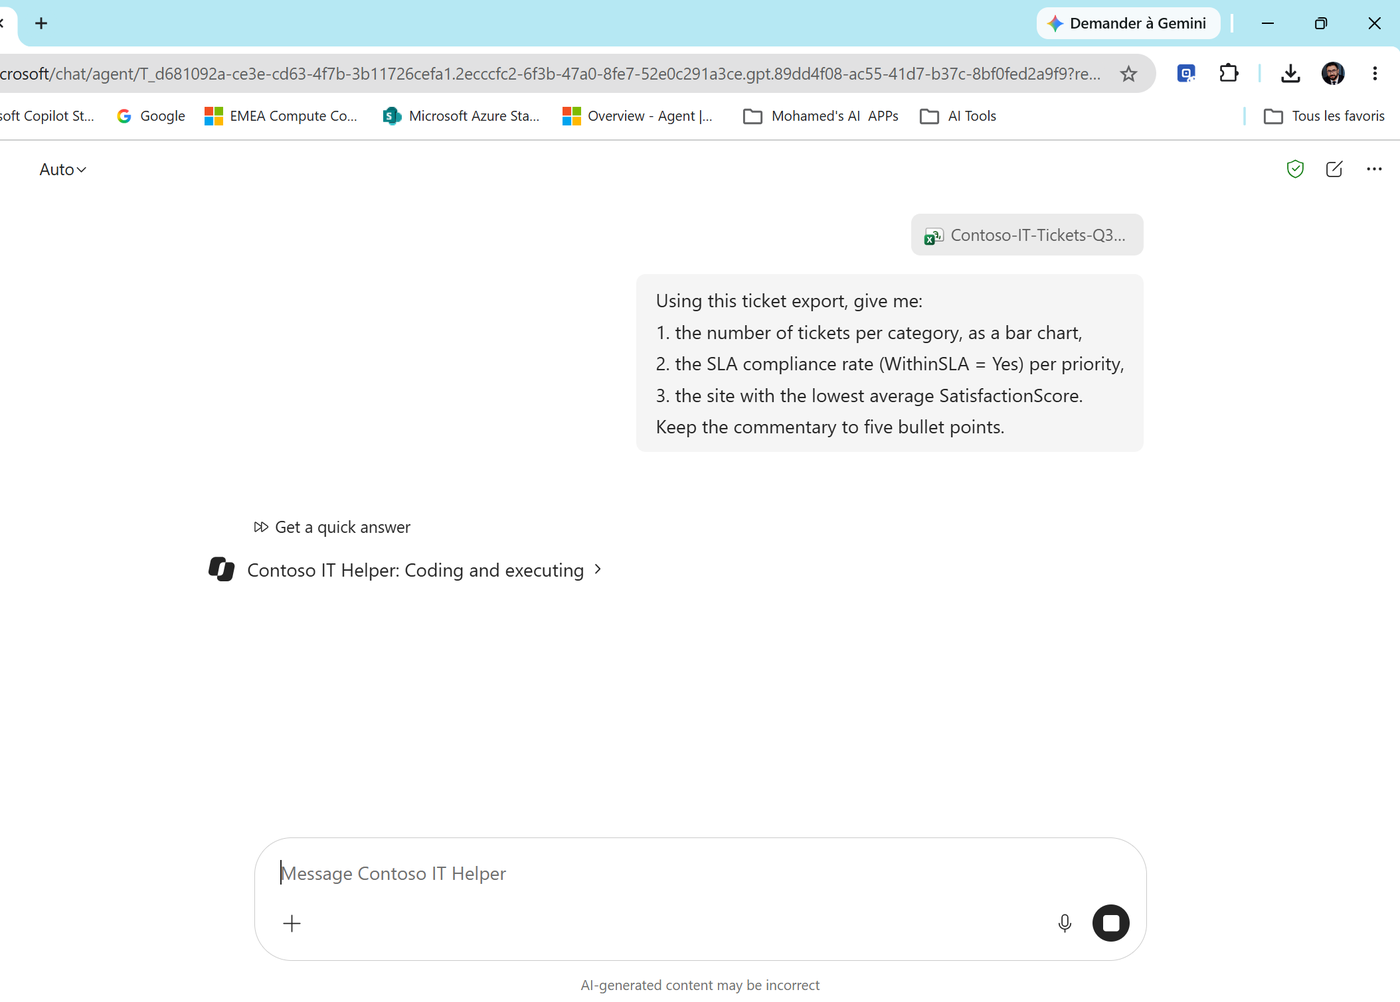 Demander à Gemini
crosoft/chat/agent/T_d681092a-ce3e-cd63-4f7b-3b11726cefa1.2ecccfc2-6f3b-47a0-8fe7-52e0c291a3ce.gpt.89dd4f08-ac55-41d7-b37c-8bf0fed2a9f9?re...
soft Copilot St...
Google
EMEA Compute Co...
Microsoft Azure Sta...
Overview - Agent |...
Mohamed's AI APPs
AI Tools
Tous les favoris
Auto
Contoso-IT-Tickets-Q3...
Using this ticket export, give me:
1. the number of tickets per category, as a bar chart,
2. the SLA compliance rate (WithinSLA = Yes) per priority,
3. the site with the lowest average SatisfactionScore.
Keep the commentary to five bullet points.
Get a quick answer
Contoso IT Helper: Coding and executing
Message Contoso IT Helper
AI-generated content may be incorrect